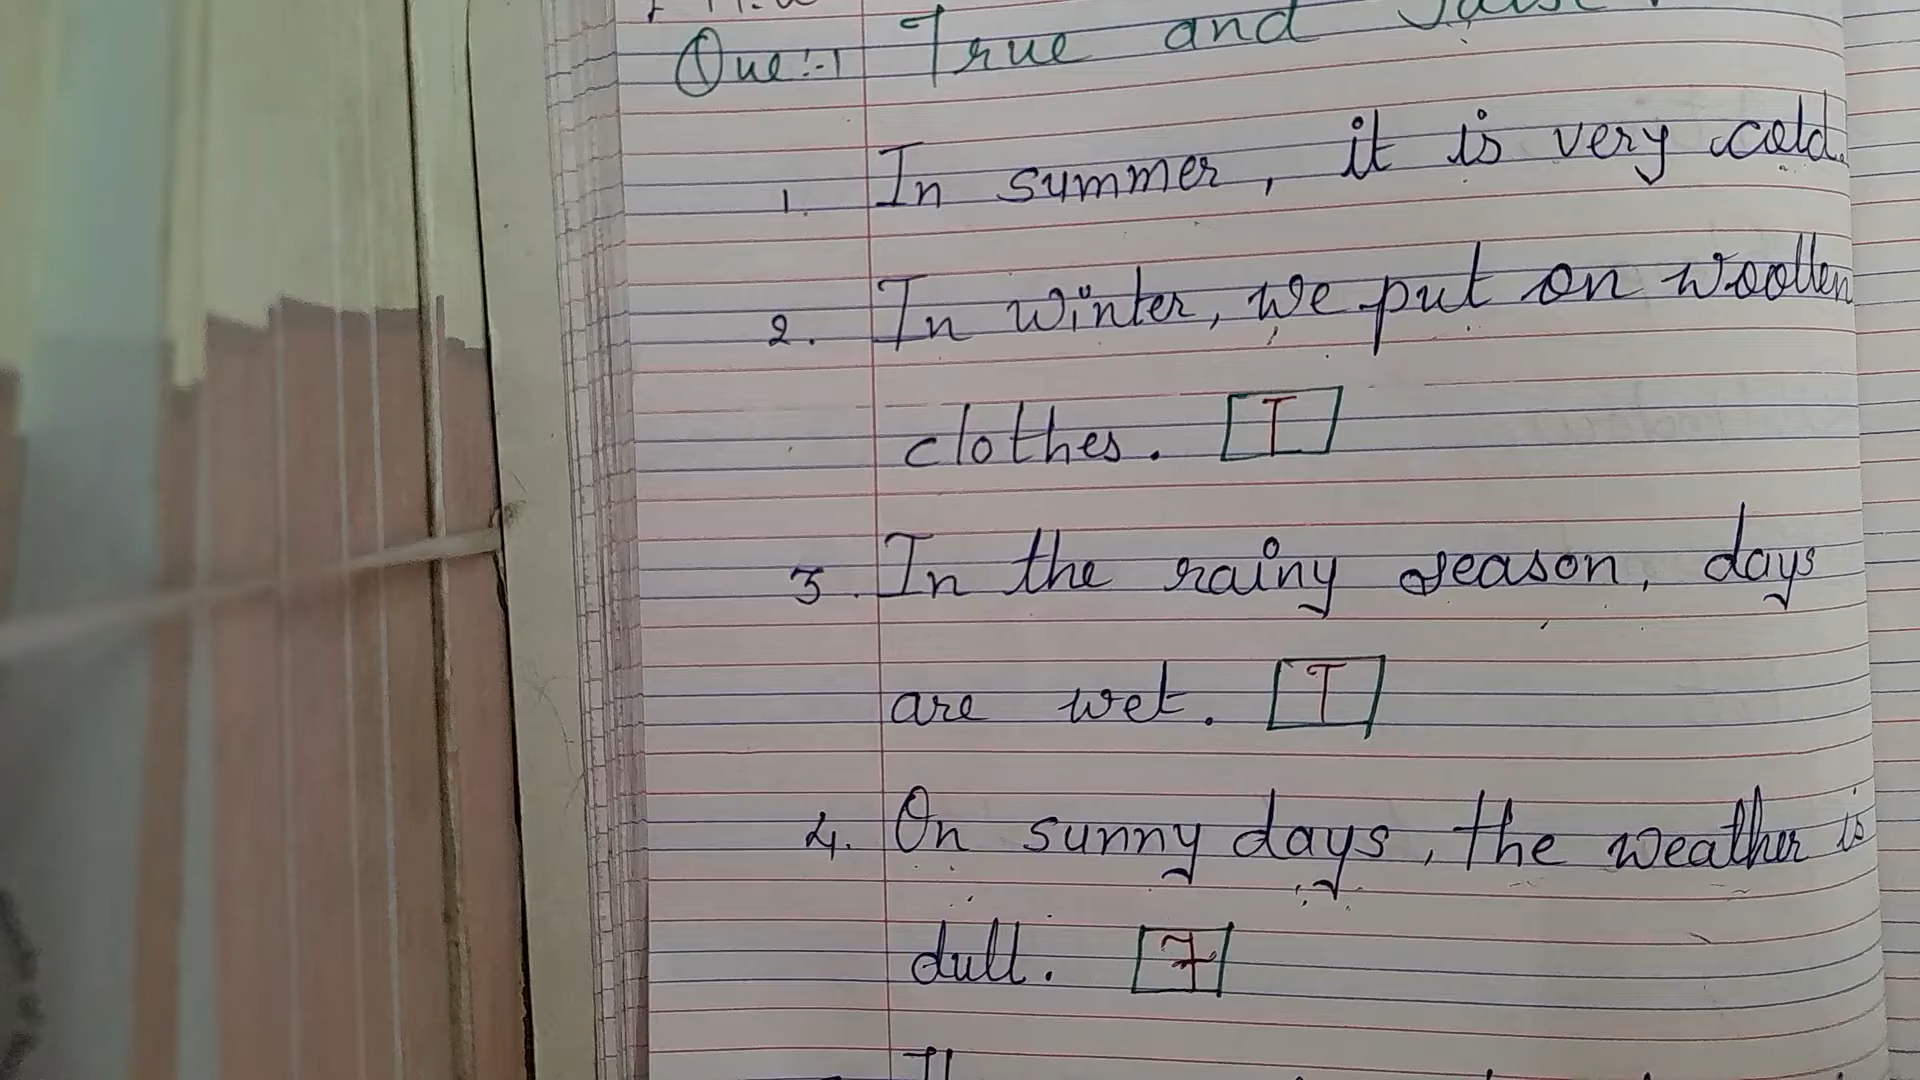 Que:-1 True and
1. In summer, it is very cold.
2. In winter, we put on woollen
clothes. T
3. In the rainy season, days
are wet. T
4. On sunny days, the weather is
dull. F